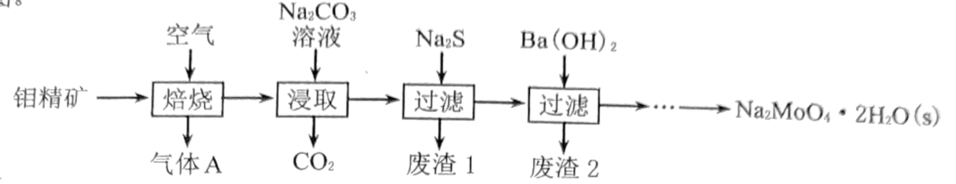 空气
Na₂CO₃
溶液
Na₂S
Ba(OH)₂
钼精矿
焙烧
浸取
过滤
过滤
……
Na₂MoO₄·2H₂O(s)
气体A
CO₂
废渣1
废渣2